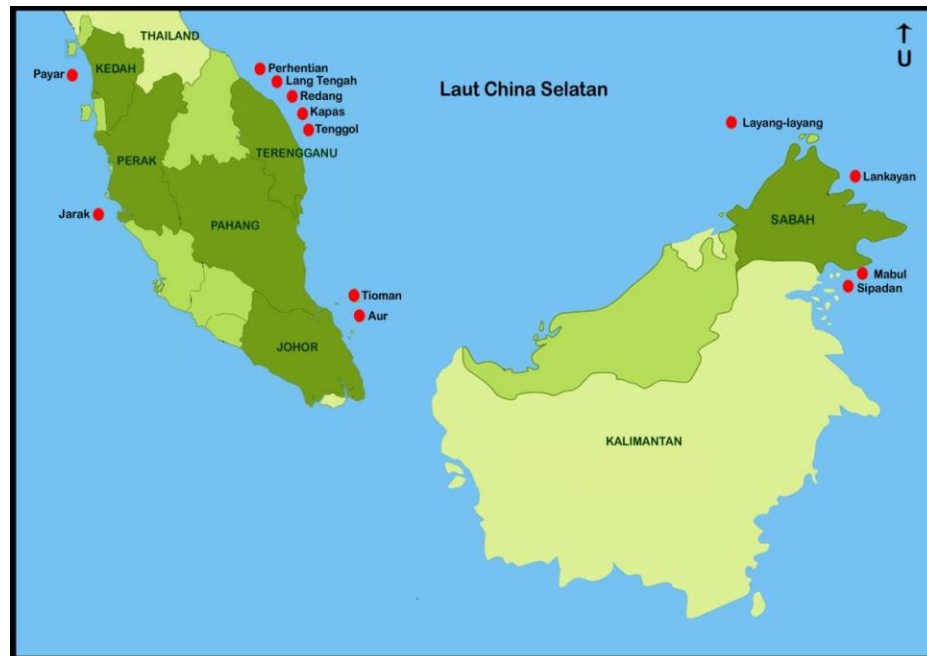 THAILAND
U
Payar
KEDAH
Perhentian
Lang Tengah
Redang
Kapas
Tenggol
Laut China Selatan
Layang-layang
PERAK
TERENGGANU
Lankayan
Jarak
PAHANG
SABAH
Mabul
Sipadan
Tioman
Aur
JOHOR
KALIMANTAN